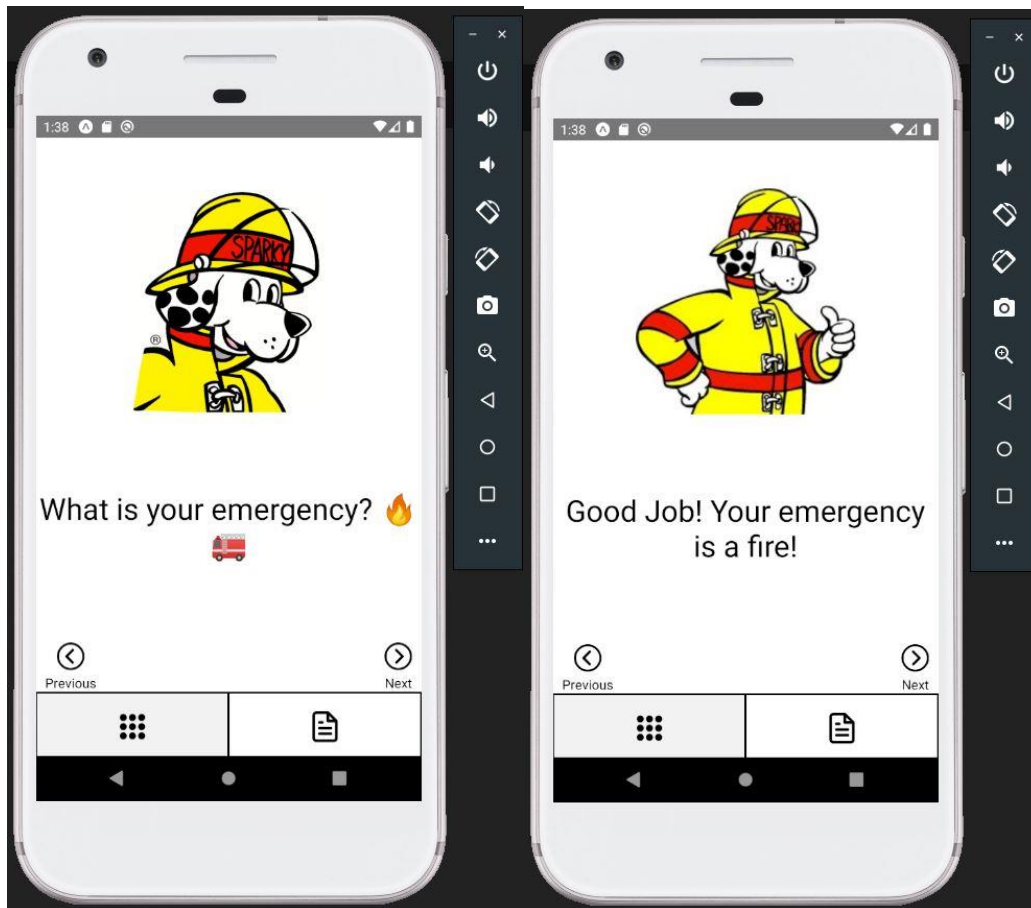 1:38
SPARKY
®
What is your emergency? 🔥
🚒
Previous
Next
1:38
SPARKY
Good Job! Your emergency
is a fire!
Previous
Next